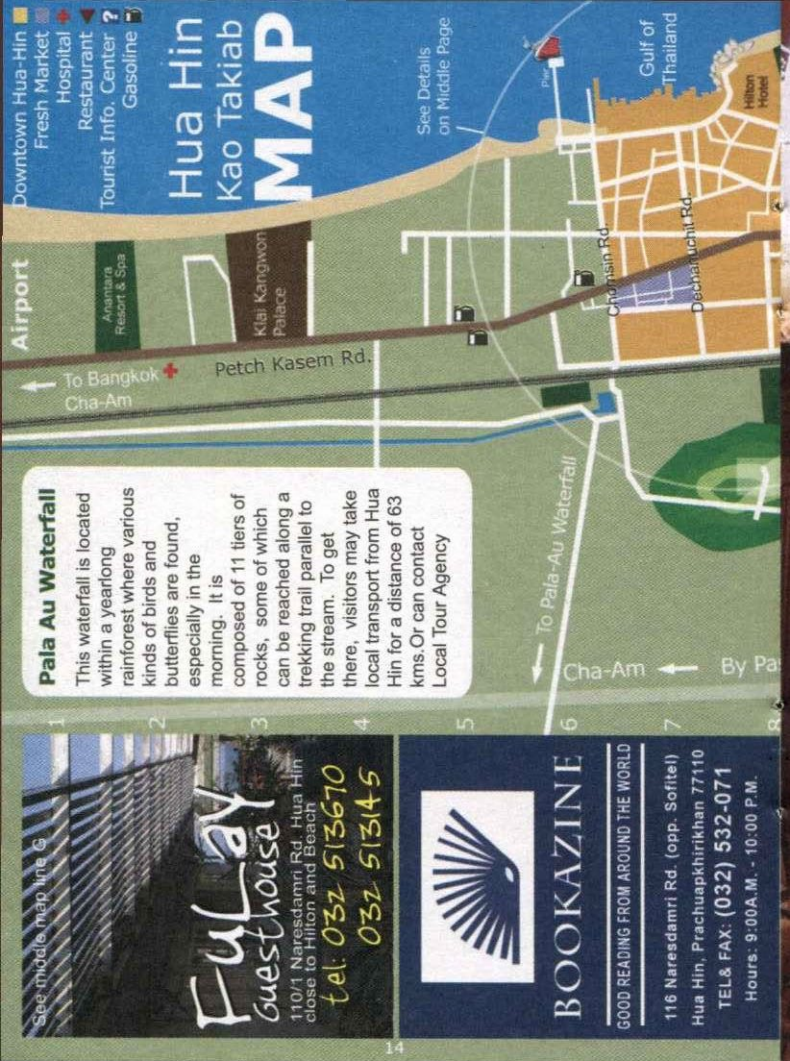 See middle map line G
FuLay
Guesthouse
110/1 Naresdamri Rd. Hua Hin
close to Hilton and Beach
tel: 032 513670
032 513145
BOOKAZINE
GOOD READING FROM AROUND THE WORLD
116 Naresdamri Rd. (opp. Sofitel)
Hua Hin, Prachuapkhirikhan 77110
TEL& FAX: (032) 532-071
Hours: 9:00A.M. - 10:00 P.M.
14
1
2
3
4
5
6
7
8
Pala Au Waterfall
This waterfall is located
within a yearlong
rainforest where various
kinds of birds and
butterflies are found,
especially in the
morning. It is
composed of 11 tiers of
rocks, some of which
can be reached along a
trekking trail parallel to
the stream. To get
there, visitors may take
local transport from Hua
Hin for a distance of 63
kms.Or can contact
Local Tour Agency
To Pala-Au Waterfall
Cha-Am
By Pa
Airport
To Bangkok
Cha-Am
Petch Kasem Rd.
Anantara
Resort & Spa
Klai Kangwon
Palace
Downtown Hua-Hin
Fresh Market
Hospital
Restaurant
Tourist Info. Center ?
Gasoline
Hua Hin
Kao Takiab
MAP
See Details
on Middle Page
Pier
Gulf of
Thailand
Chomsin Rd.
Dechanuchit Rd.
Hilton
Hotel